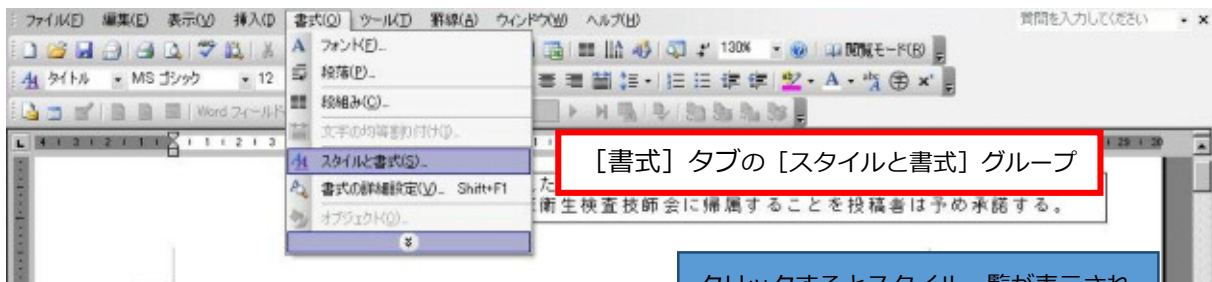 ファイル(F) 編集(E) 表示(V) 挿入(I) 書式(O) ツール(T) 罫線(A) ウィンドウ(W) ヘルプ(H) 質問を入力してください
フォント(F)... 130% 閲覧モード(R)
タイトル MS ゴシック 12 段落(P)...
段組み(C)...
Word フィールド
文字の均等割り付け(I)...
スタイルと書式(S)...
［書式］タブの［スタイルと書式］グループ
書式の詳細設定(V)... Shift+F1 た
衛生検査技師会に帰属することを投稿者は予め承諾する。
オブジェクト(O)...